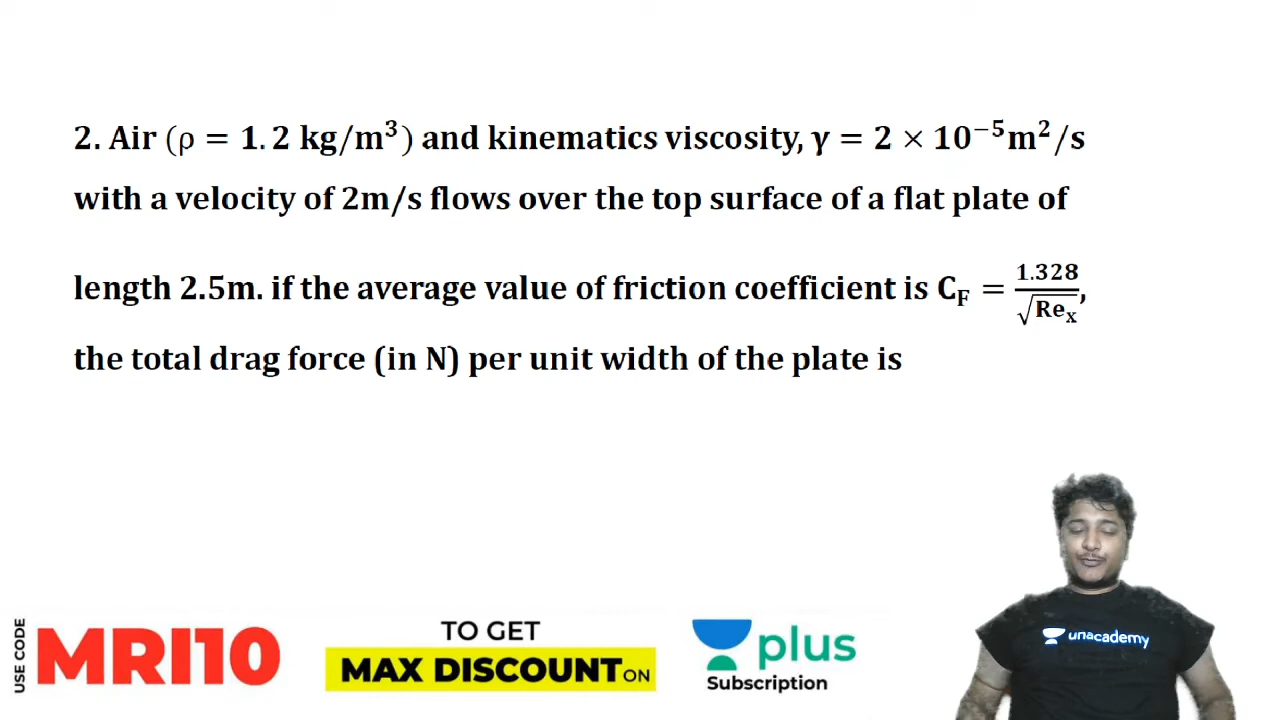 2. Air (ρ = 1.2 kg/m³) and kinematics viscosity, γ = 2 × 10⁻⁵m²/s
with a velocity of 2m/s flows over the top surface of a flat plate of
length 2.5m. if the average value of friction coefficient is C_F = 1.328/√Re_x,
the total drag force (in N) per unit width of the plate is
unacademy
USE CODE
MRI10
TO GET
MAX DISCOUNT ON
plus
Subscription